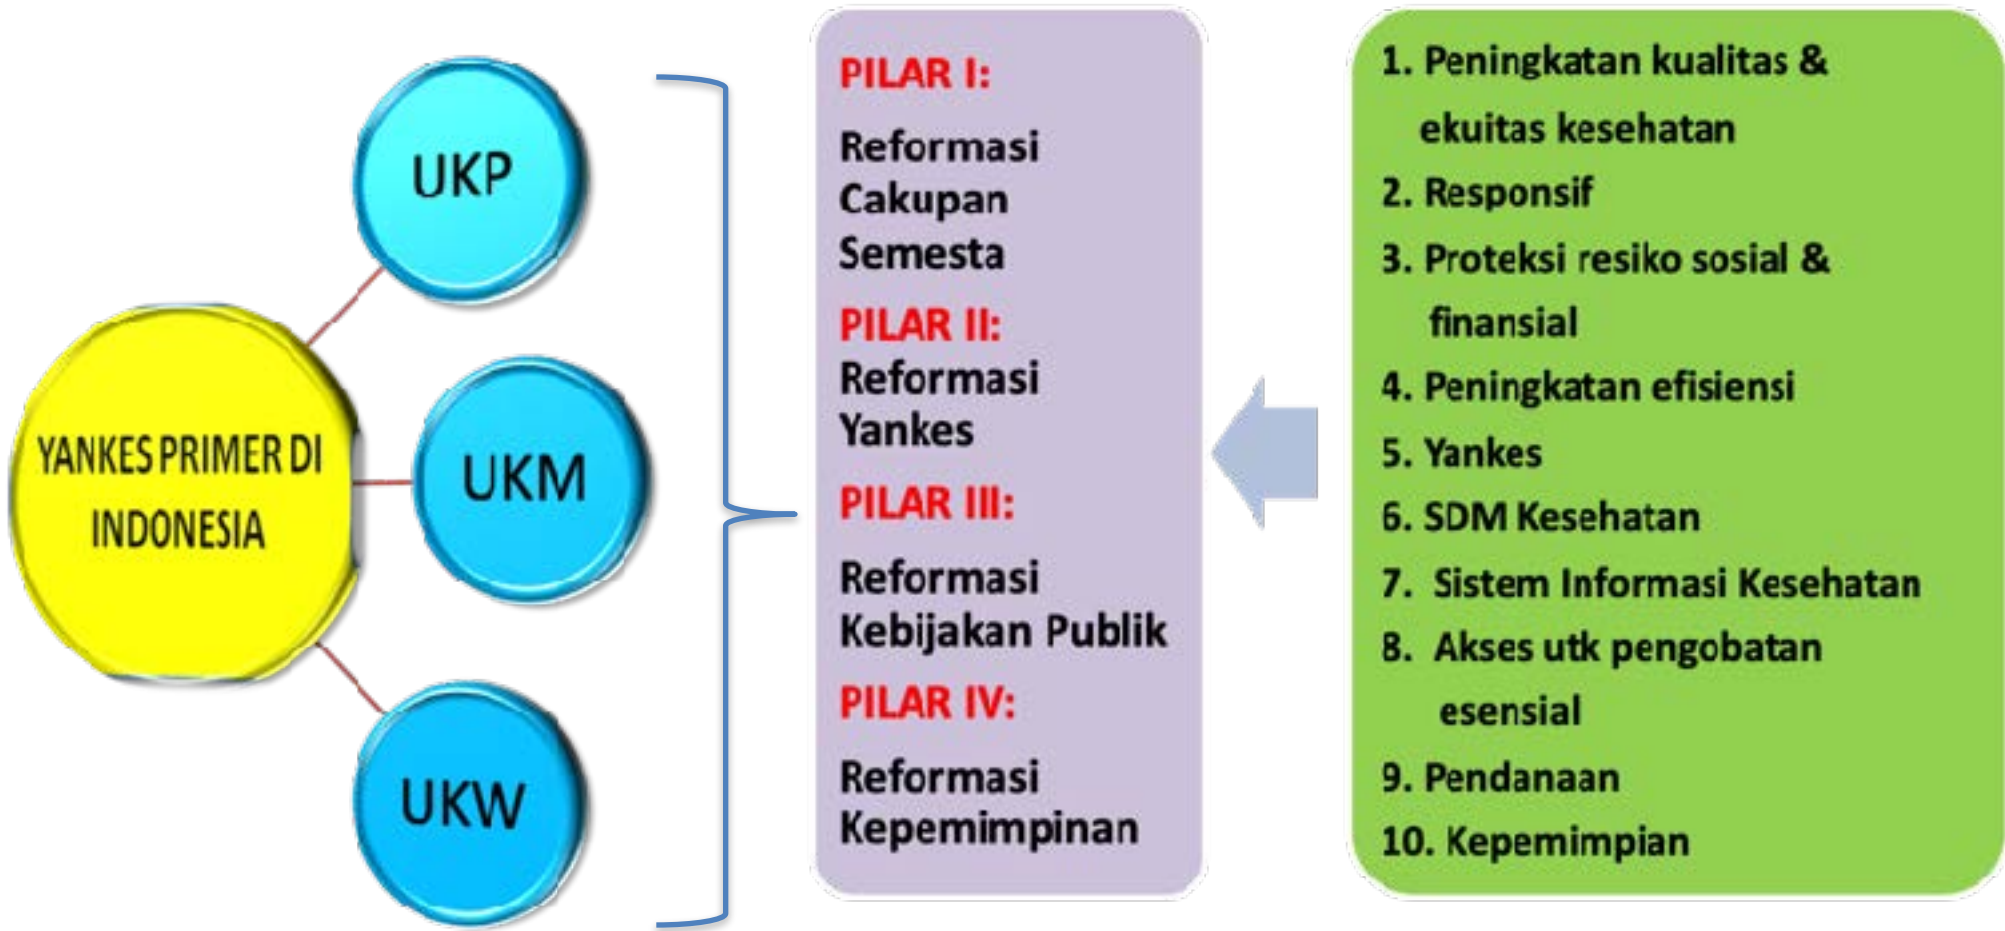 YANKES PRIMER DI
INDONESIA
UKP
UKM
UKW
PILAR I:
Reformasi
Cakupan
Semesta
PILAR II:
Reformasi
Yankes
PILAR III:
Reformasi
Kebijakan Publik
PILAR IV:
Reformasi
Kepemimpinan
1. Peningkatan kualitas &
ekuitas kesehatan
2. Responsif
3. Proteksi resiko sosial &
finansial
4. Peningkatan efisiensi
5. Yankes
6. SDM Kesehatan
7. Sistem Informasi Kesehatan
8. Akses utk pengobatan
esensial
9. Pendanaan
10. Kepemimpian